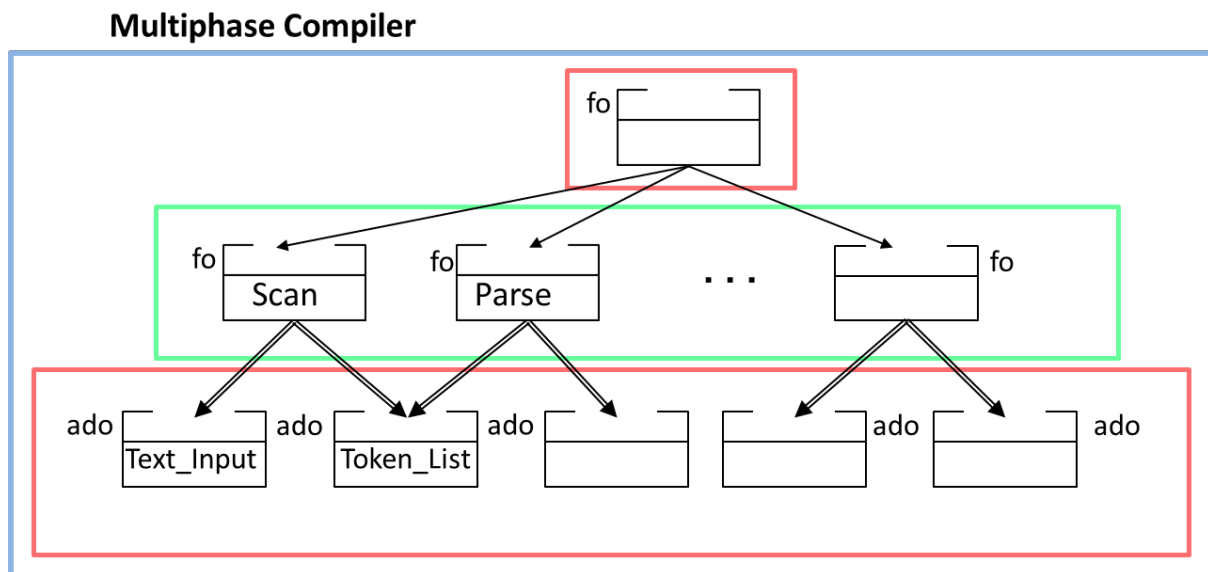 Multiphase Compiler
fo
fo
fo
fo
Scan
Parse
. . .
ado
ado
ado
ado
ado
Text_Input
Token_List